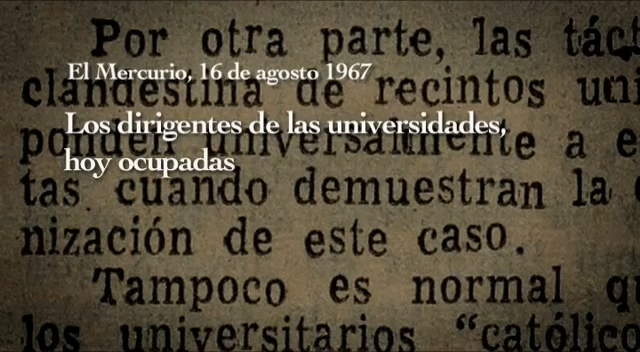 Por otra parte, las
El Mercurio, 16 de agosto 1967
clandestina de recintos
Los dirigentes de las universidades,
ponden universalmente a
hoy ocupadas
tas cuando demuestran la
nización de este caso.
Tampoco es normal
los universitarios